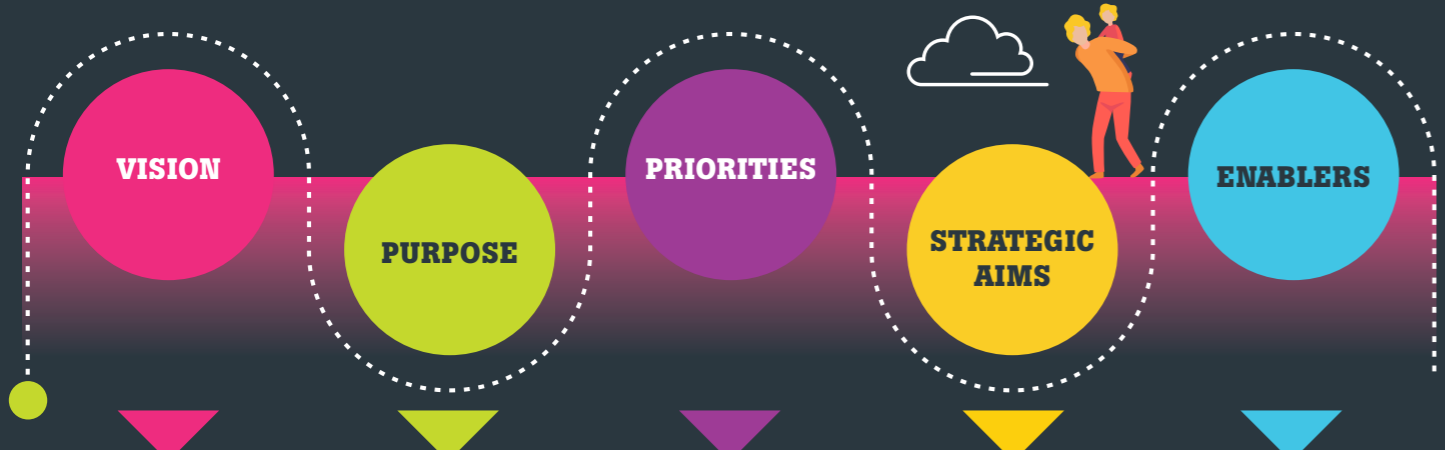 VISION
PURPOSE
PRIORITIES
STRATEGIC
AIMS
ENABLERS